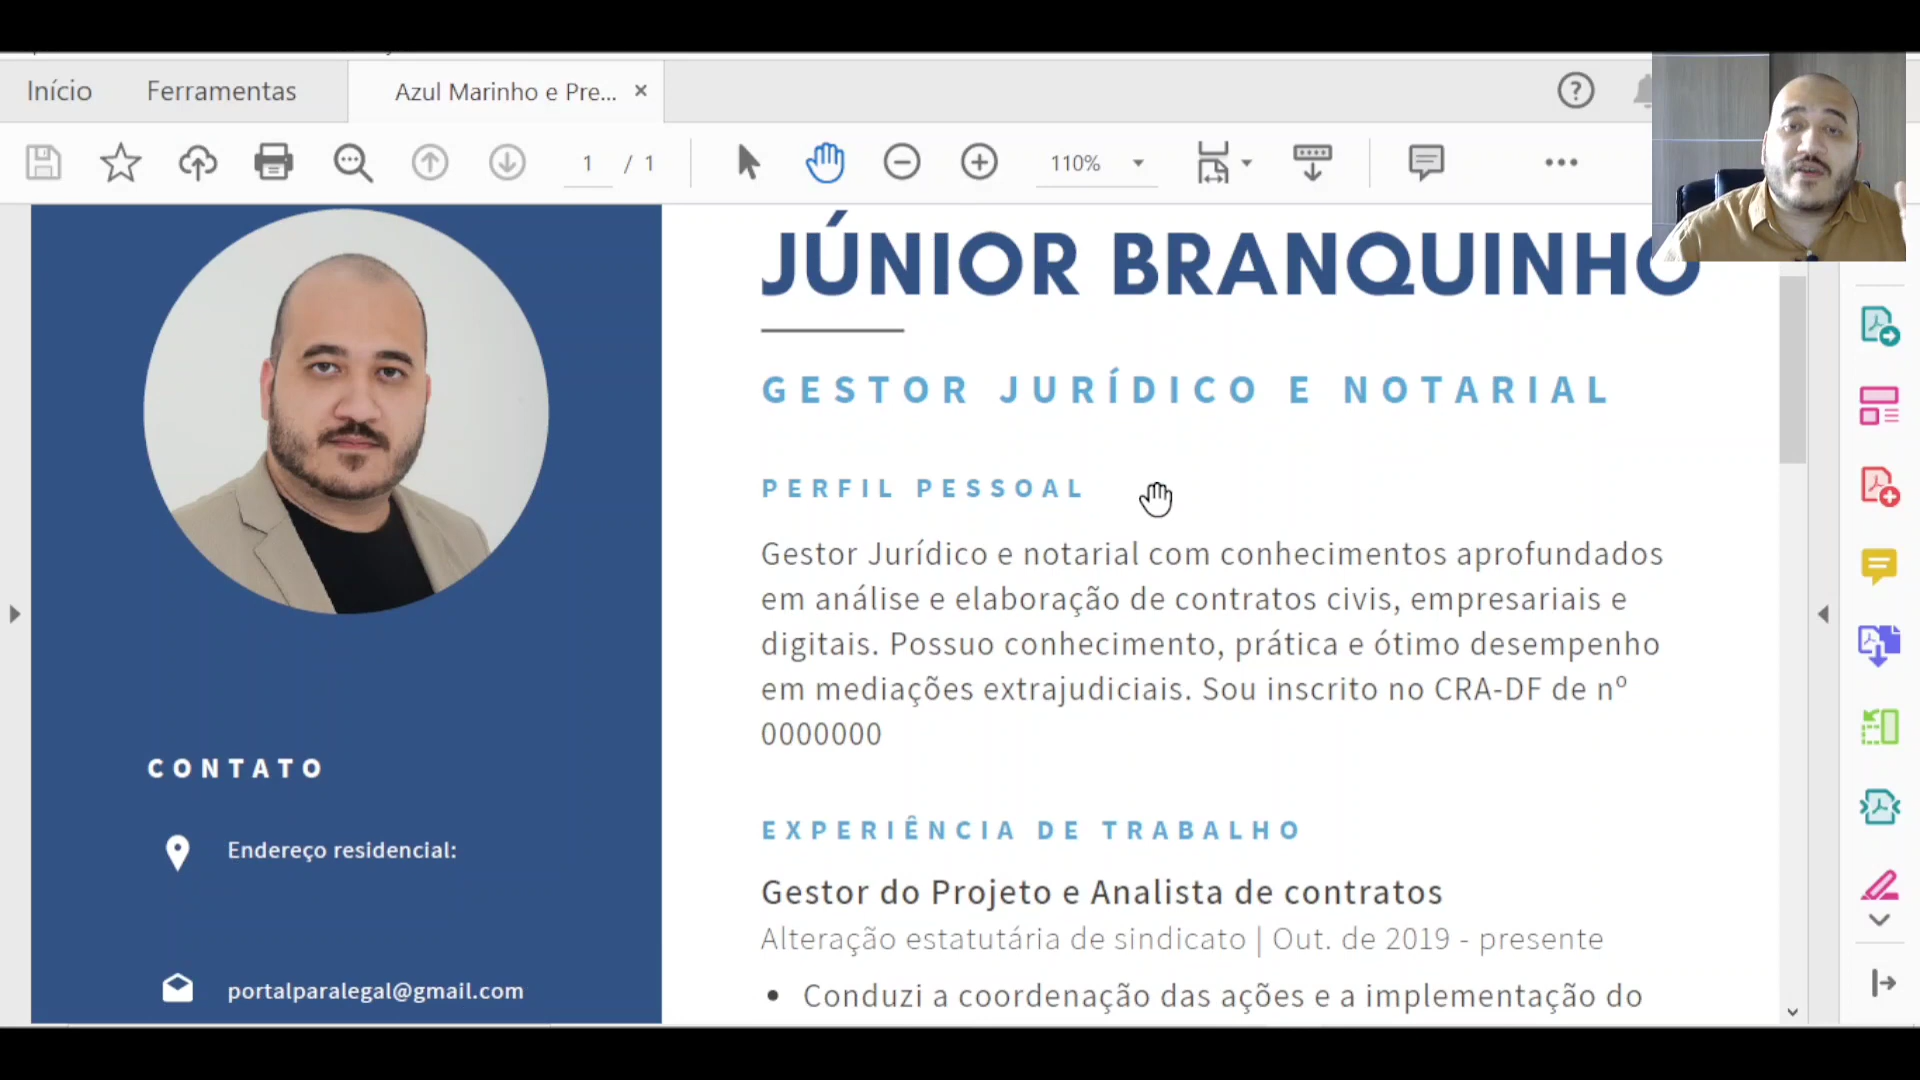 Início
Ferramentas
Azul Marinho e Pre...
1 / 1
110%
JÚNIOR BRANQUINHO
GESTOR JURÍDICO E NOTARIAL
PERFIL PESSOAL
Gestor Jurídico e notarial com conhecimentos aprofundados
em análise e elaboração de contratos civis, empresariais e
digitais. Possuo conhecimento, prática e ótimo desempenho
em mediações extrajudiciais. Sou inscrito no CRA-DF de nº
0000000
CONTATO
Endereço residencial:
portalparalegal@gmail.com
EXPERIÊNCIA DE TRABALHO
Gestor do Projeto e Analista de contratos
Alteração estatutária de sindicato | Out. de 2019 - presente
• Conduzi a coordenação das ações e a implementação do